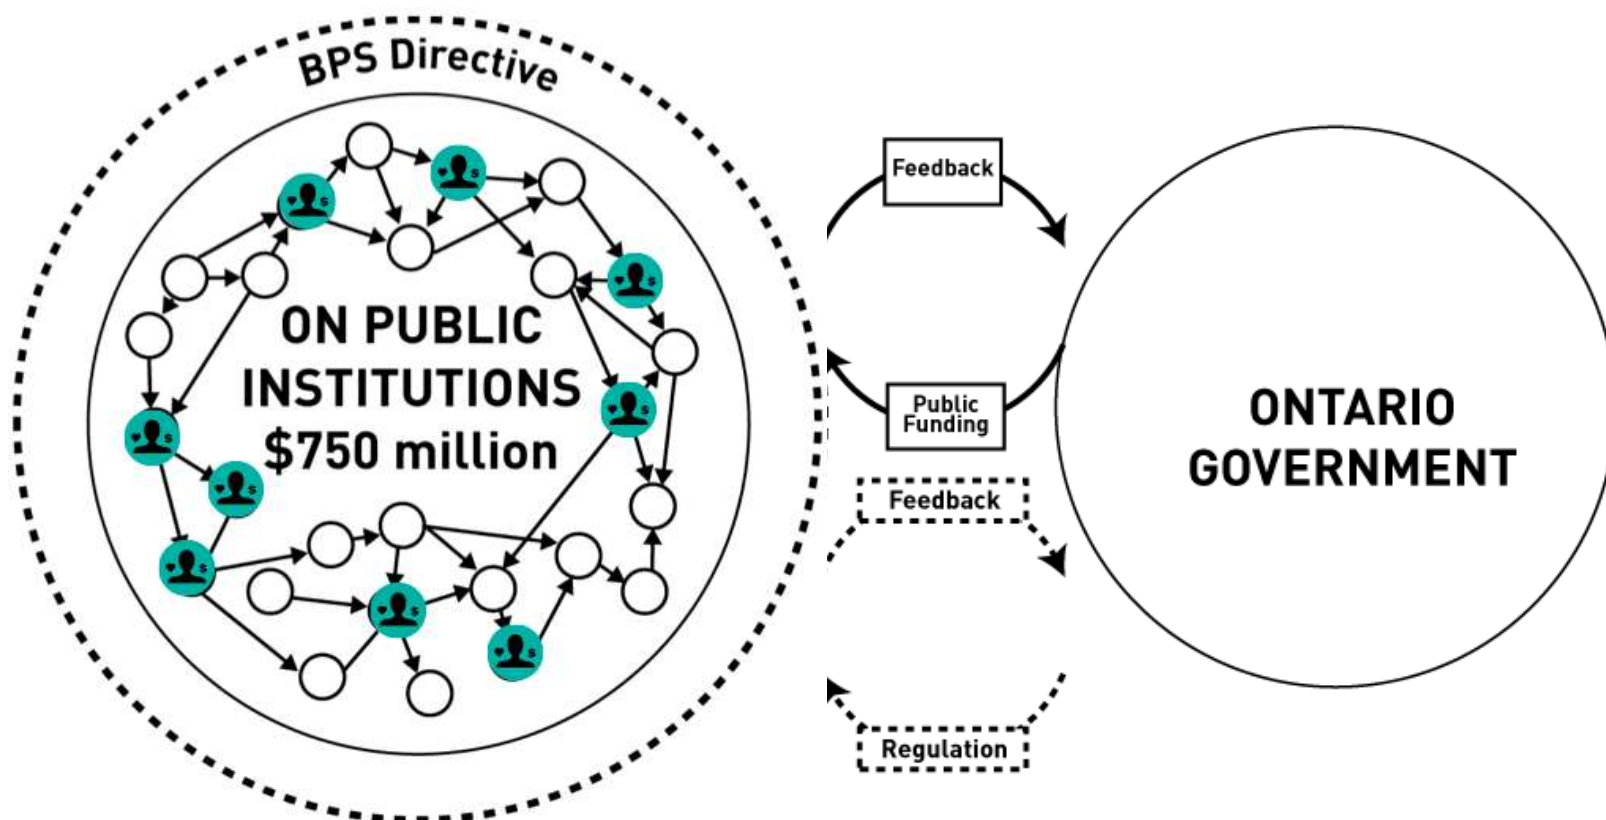 BPS Directive
ON PUBLIC
INSTITUTIONS
$750 million
Feedback
Public
Funding
Feedback
Regulation
ONTARIO
GOVERNMENT